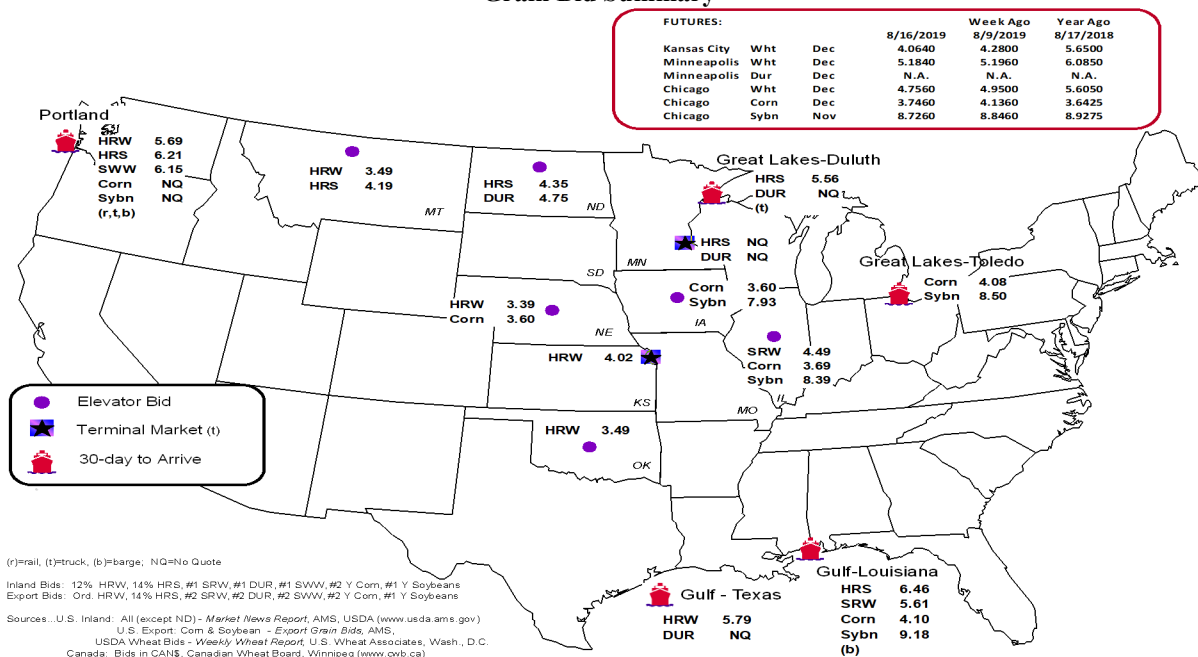 Grain Bid Summary
FUTURES: Week Ago Year Ago
8/16/2019 8/9/2019 8/17/2018
Kansas City Wht Dec 4.0640 4.2800 5.6500
Minneapolis Wht Dec 5.1840 5.1960 6.0850
Minneapolis Dur Dec N.A. N.A. N.A.
Chicago Wht Dec 4.7560 4.9500 5.6050
Chicago Corn Dec 3.7460 4.1360 3.6425
Chicago Sybn Nov 8.7260 8.8460 8.9275
Portland
HRW 5.69
HRS 6.21
SWW 6.15
Corn NQ
Sybn NQ
(r,t,b)
HRW 3.49
HRS 4.19
MT
HRS 4.35
DUR 4.75
ND
Great Lakes-Duluth
HRS 5.56
DUR NQ
(t)
HRS NQ
DUR NQ
MN
SD
Great Lakes-Toledo
Corn 4.08
Sybn 8.50
Corn 3.60
Sybn 7.93
IA
HRW 3.39
Corn 3.60
NE
HRW 4.02
KS
MO
SRW 4.49
Corn 3.69
Sybn 8.39
IL
HRW 3.49
OK
Elevator Bid
Terminal Market (t)
30-day to Arrive
Gulf-Louisiana
HRS 6.46
SRW 5.61
Corn 4.10
Sybn 9.18
(b)
Gulf - Texas
HRW 5.79
DUR NQ
(r)=rail, (t)=truck, (b)=barge; NQ=No Quote
Inland Bids: 12% HRW, 14% HRS, #1 SRW, #1 DUR, #1 SWW, #2 Y Corn, #1 Y Soybeans
Export Bids: Ord. HRW, 14% HRS, #2 SRW, #2 DUR, #2 SWW, #2 Y Corn, #1 Y Soybeans
Sources...U.S. Inland: All (except ND) - Market News Report, AMS, USDA (www.usda.ams.gov)
U.S. Export: Corn & Soybean - Export Grain Bids, AMS,
USDA Wheat Bids - Weekly Wheat Report, U.S. Wheat Associates, Wash., D.C.
Canada: Bids in CAN$, Canadian Wheat Board, Winnipeg (www.cwb.ca)